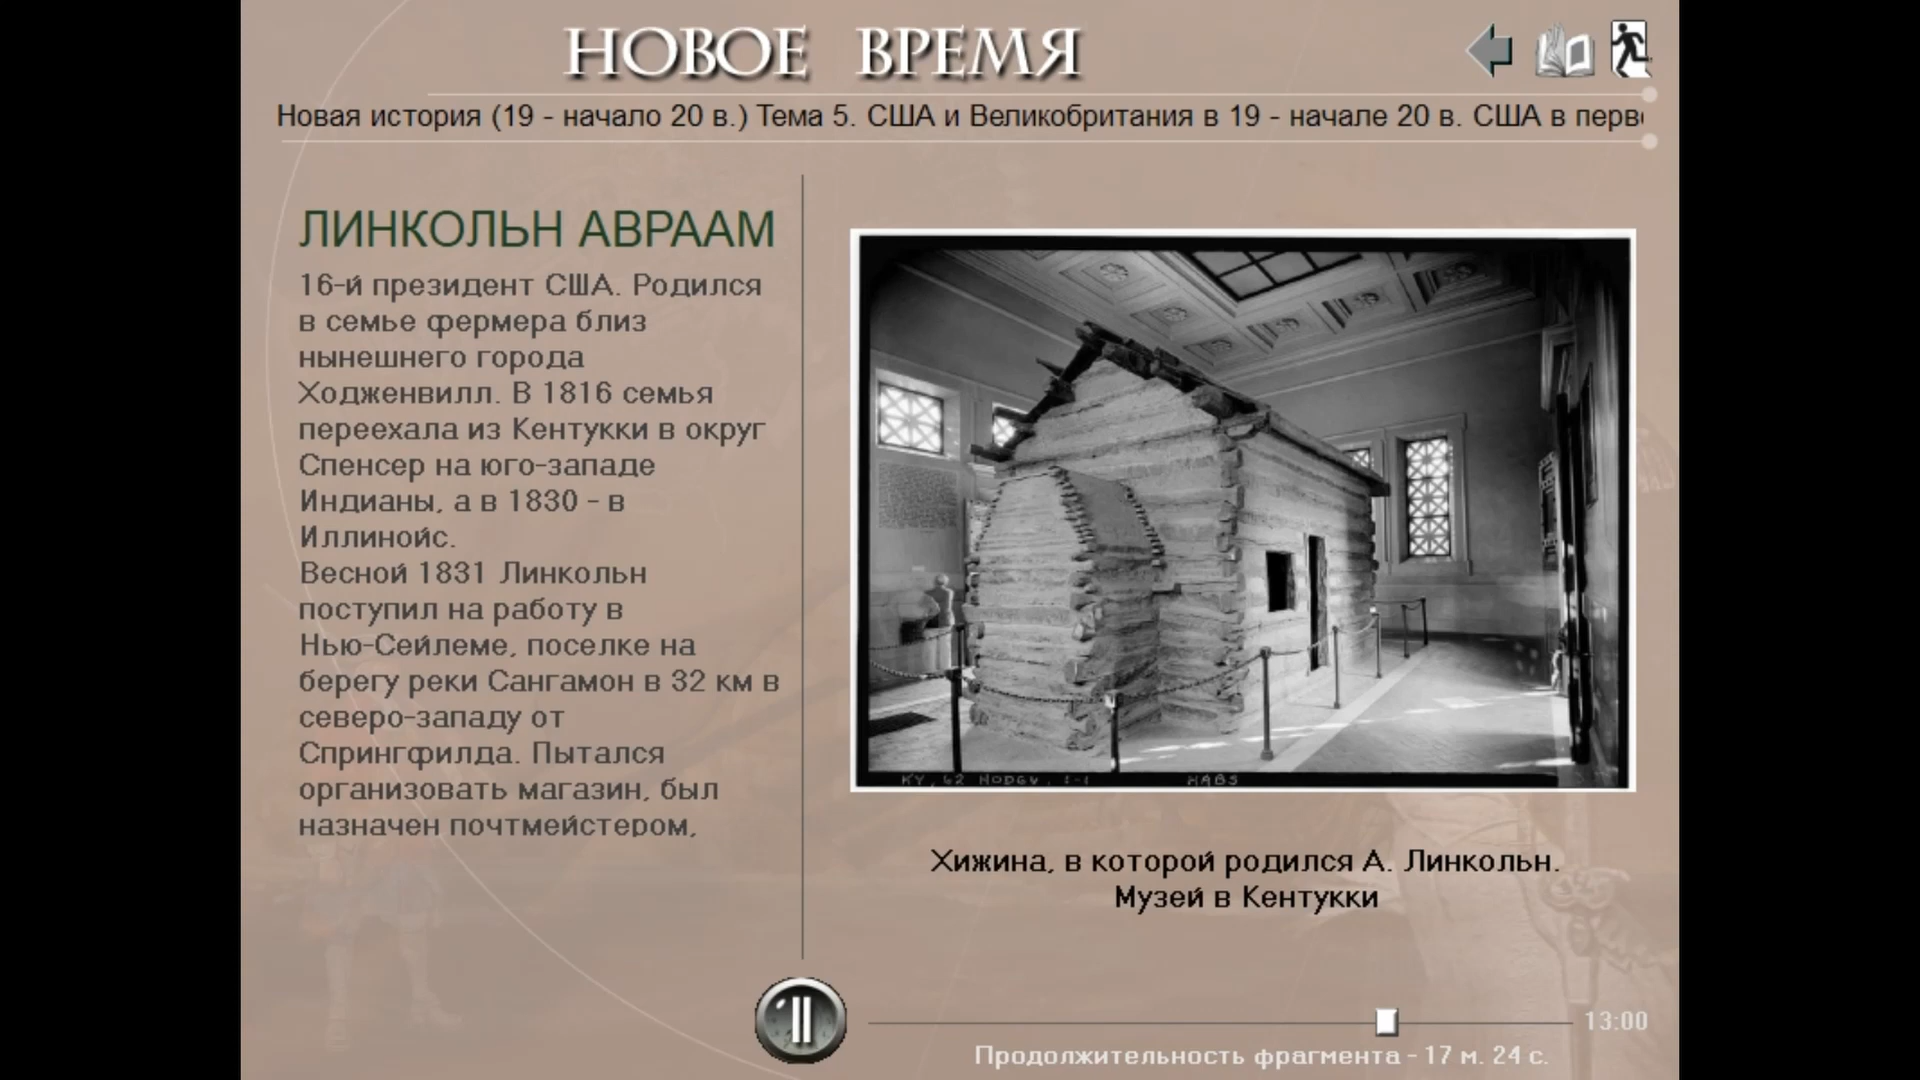 НОВОЕ ВРЕМЯ
Новая история (19 - начало 20 в.) Тема 5. США и Великобритания в 19 - начале 20 в. США в перво
ЛИНКОЛЬН АВРААМ
16-й президент США. Родился
в семье фермера близ
нынешнего города
Ходженвилл. В 1816 семья
переехала из Кентукки в округ
Спенсер на юго-западе
Индианы, а в 1830 - в
Иллинойс.
Весной 1831 Линкольн
поступил на работу в
Нью-Сейлеме, поселке на
берегу реки Сангамон в 32 км в
северо-западу от
Спрингфилда. Пытался
организовать магазин, был
назначен почтмейстером,
KY, 62 HODGV, 1-1 HABS
Хижина, в которой родился А. Линкольн.
Музей в Кентукки
13:00
Продолжительность фрагмента - 17 м. 24 с.